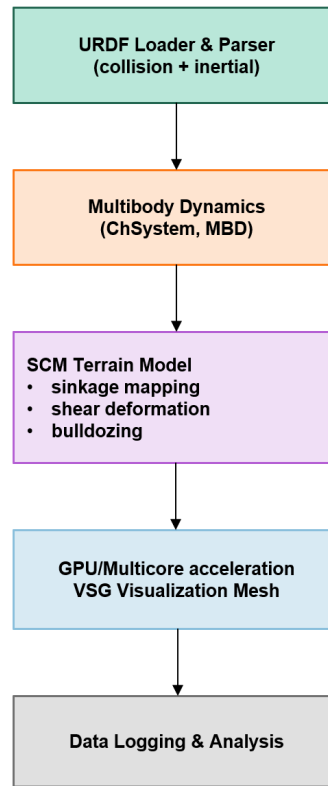 URDF Loader & Parser
(collision + inertial)
Multibody Dynamics
(ChSystem, MBD)
SCM Terrain Model
• sinkage mapping
• shear deformation
• bulldozing
GPU/Multicore acceleration
VSG Visualization Mesh
Data Logging & Analysis